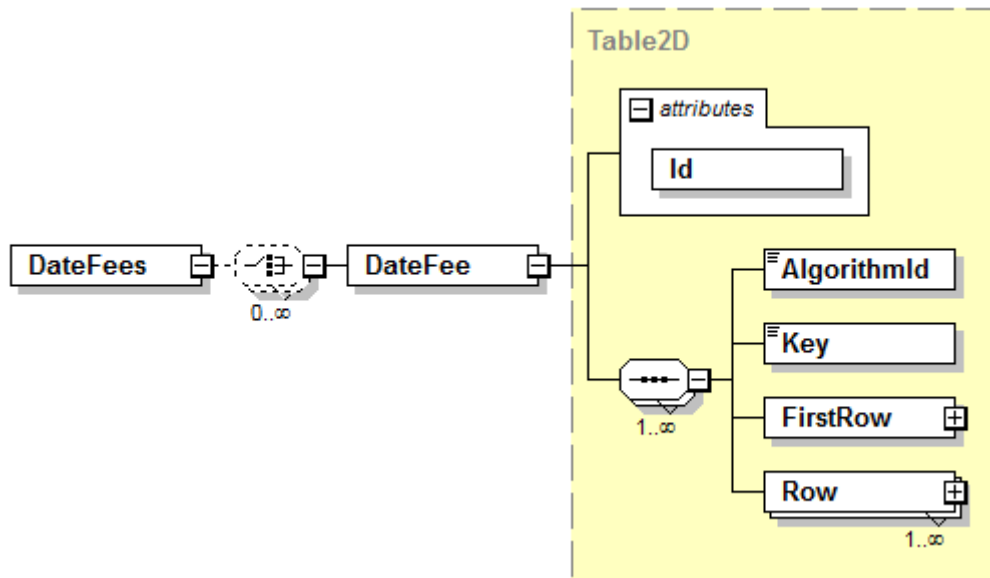 Table2D
attributes
Id
DateFees
DateFee
0..∞
AlgorithmId
Key
FirstRow
1..∞
Row
1..∞